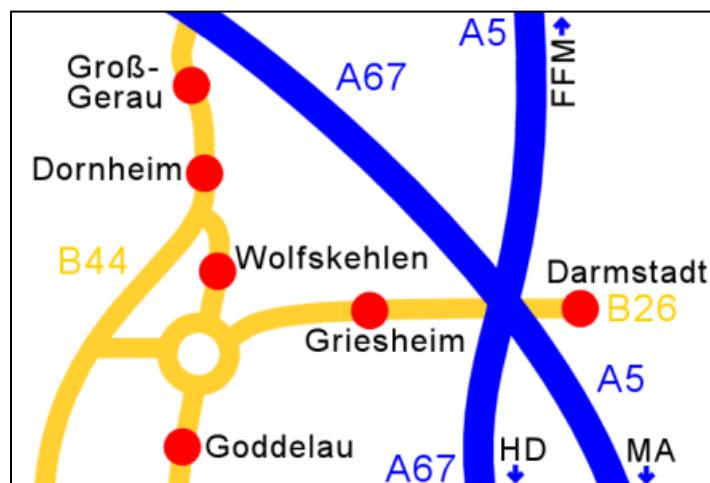 A5
FFM
A67
Groß-
Gerau
Dornheim
B44
Wolfskehlen
Darmstadt
B26
Griesheim
A5
Goddelau
A67
HD
MA